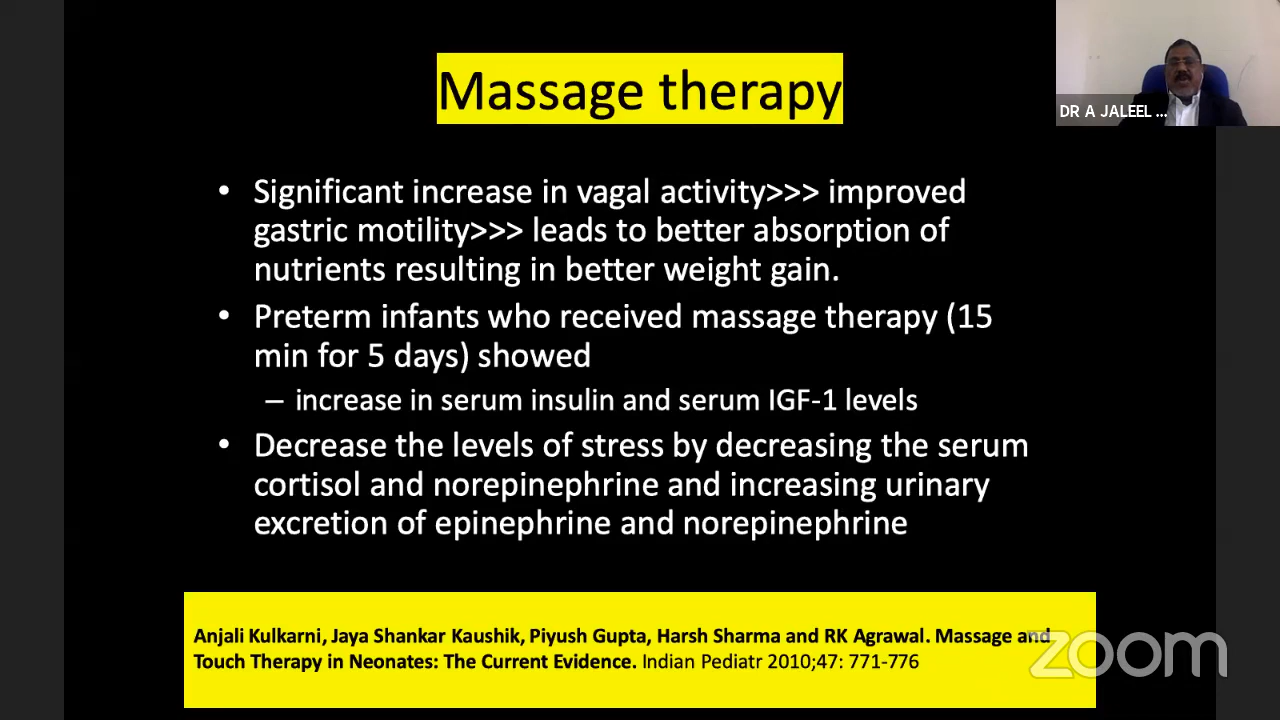 Massage therapy
DR A JALEEL ...
• Significant increase in vagal activity>>> improved
gastric motility>>> leads to better absorption of
nutrients resulting in better weight gain.
• Preterm infants who received massage therapy (15
min for 5 days) showed
– increase in serum insulin and serum IGF-1 levels
• Decrease the levels of stress by decreasing the serum
cortisol and norepinephrine and increasing urinary
excretion of epinephrine and norepinephrine
Anjali Kulkarni, Jaya Shankar Kaushik, Piyush Gupta, Harsh Sharma and RK Agrawal. Massage and
Touch Therapy in Neonates: The Current Evidence. Indian Pediatr 2010;47: 771-776
zoom